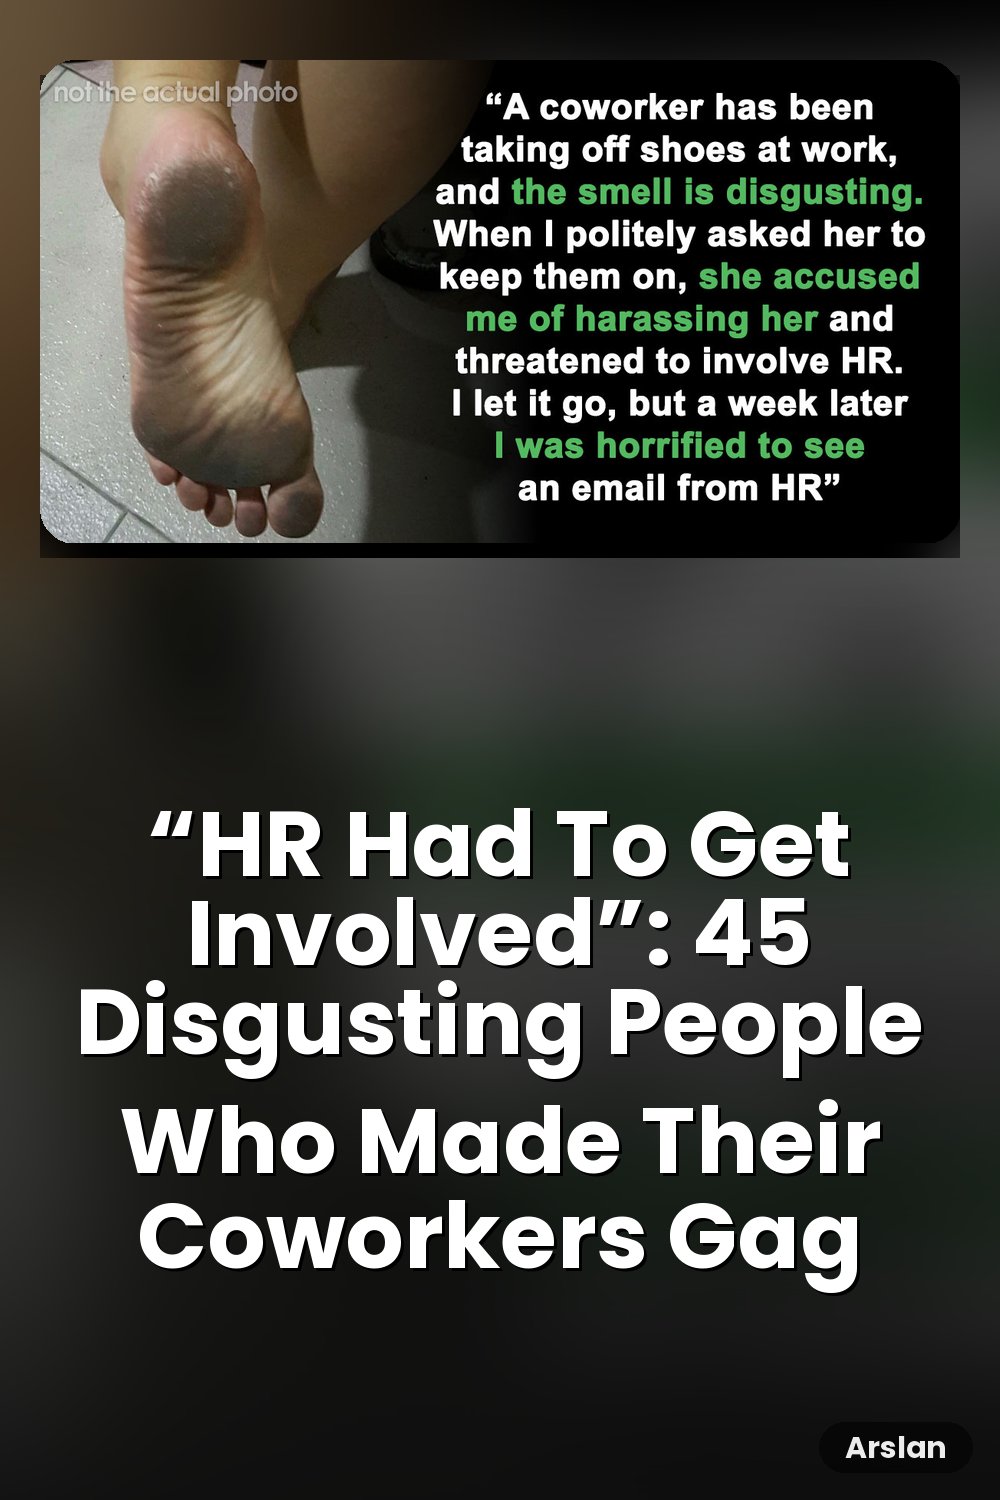 not the actual photo
“A coworker has been
taking off shoes at work,
and the smell is disgusting.
When I politely asked her to
keep them on, she accused
me of harassing her and
threatened to involve HR.
I let it go, but a week later
I was horrified to see
an email from HR”
“HR Had To Get
Involved”: 45
Disgusting People
Who Made Their
Coworkers Gag
Arslan